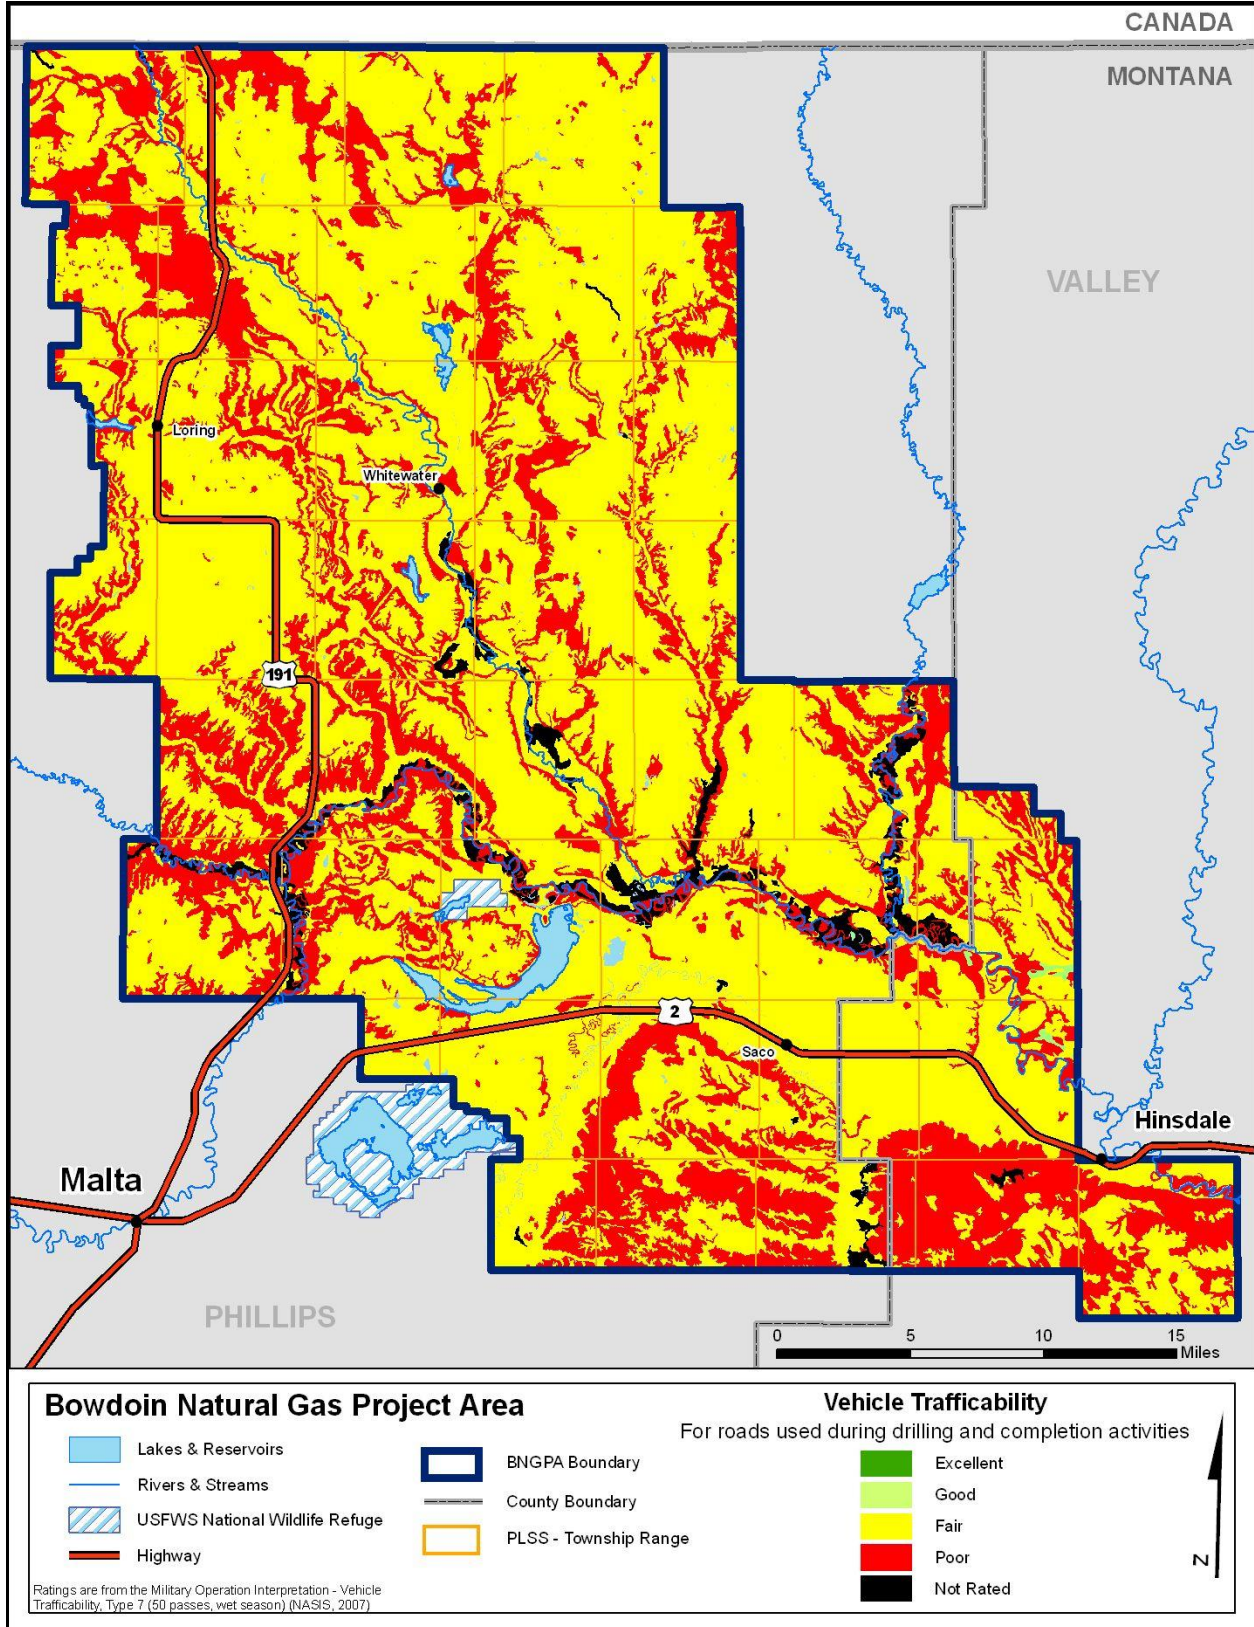 CANADA
MONTANA
VALLEY
Loring
Whitewater
191
2
Saco
Hinsdale
Malta
PHILLIPS
0 5 10 15
Miles
Bowdoin Natural Gas Project Area
Lakes & Reservoirs
Rivers & Streams
USFWS National Wildlife Refuge
Highway
BNGPA Boundary
County Boundary
PLSS - Township Range
Vehicle Trafficability
For roads used during drilling and completion activities
Excellent
Good
Fair
Poor
Not Rated
N
Ratings are from the Military Operation Interpretation - Vehicle
Trafficability, Type 7 (50 passes, wet season) (NASIS, 2007)